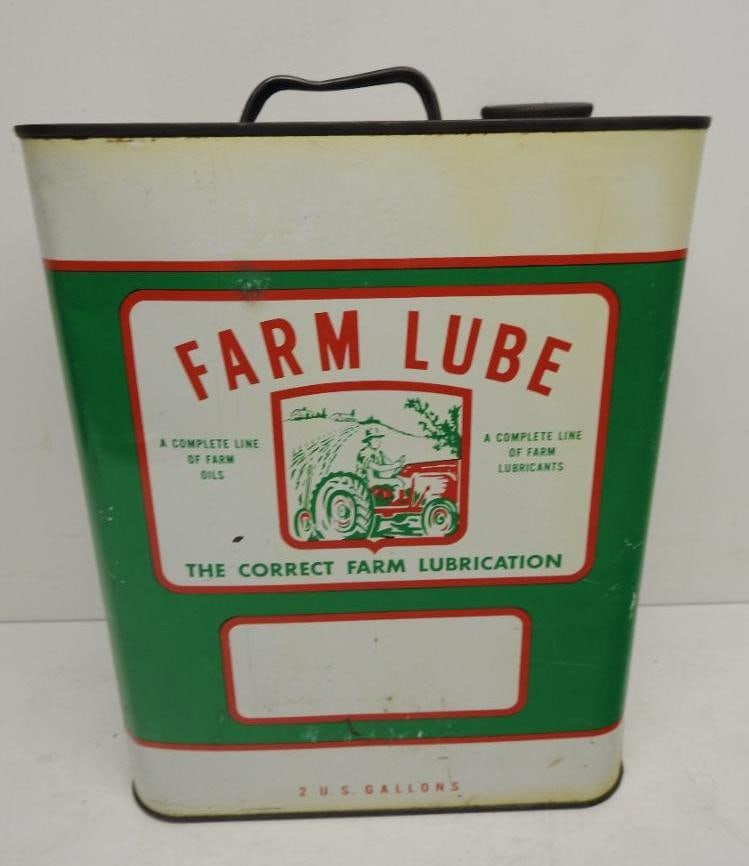 FARM LUBE
A COMPLETE LINE
OF FARM
OILS
A COMPLETE LINE
OF FARM
LUBRICANTS
THE CORRECT FARM LUBRICATION
2 U.S. GALLONS